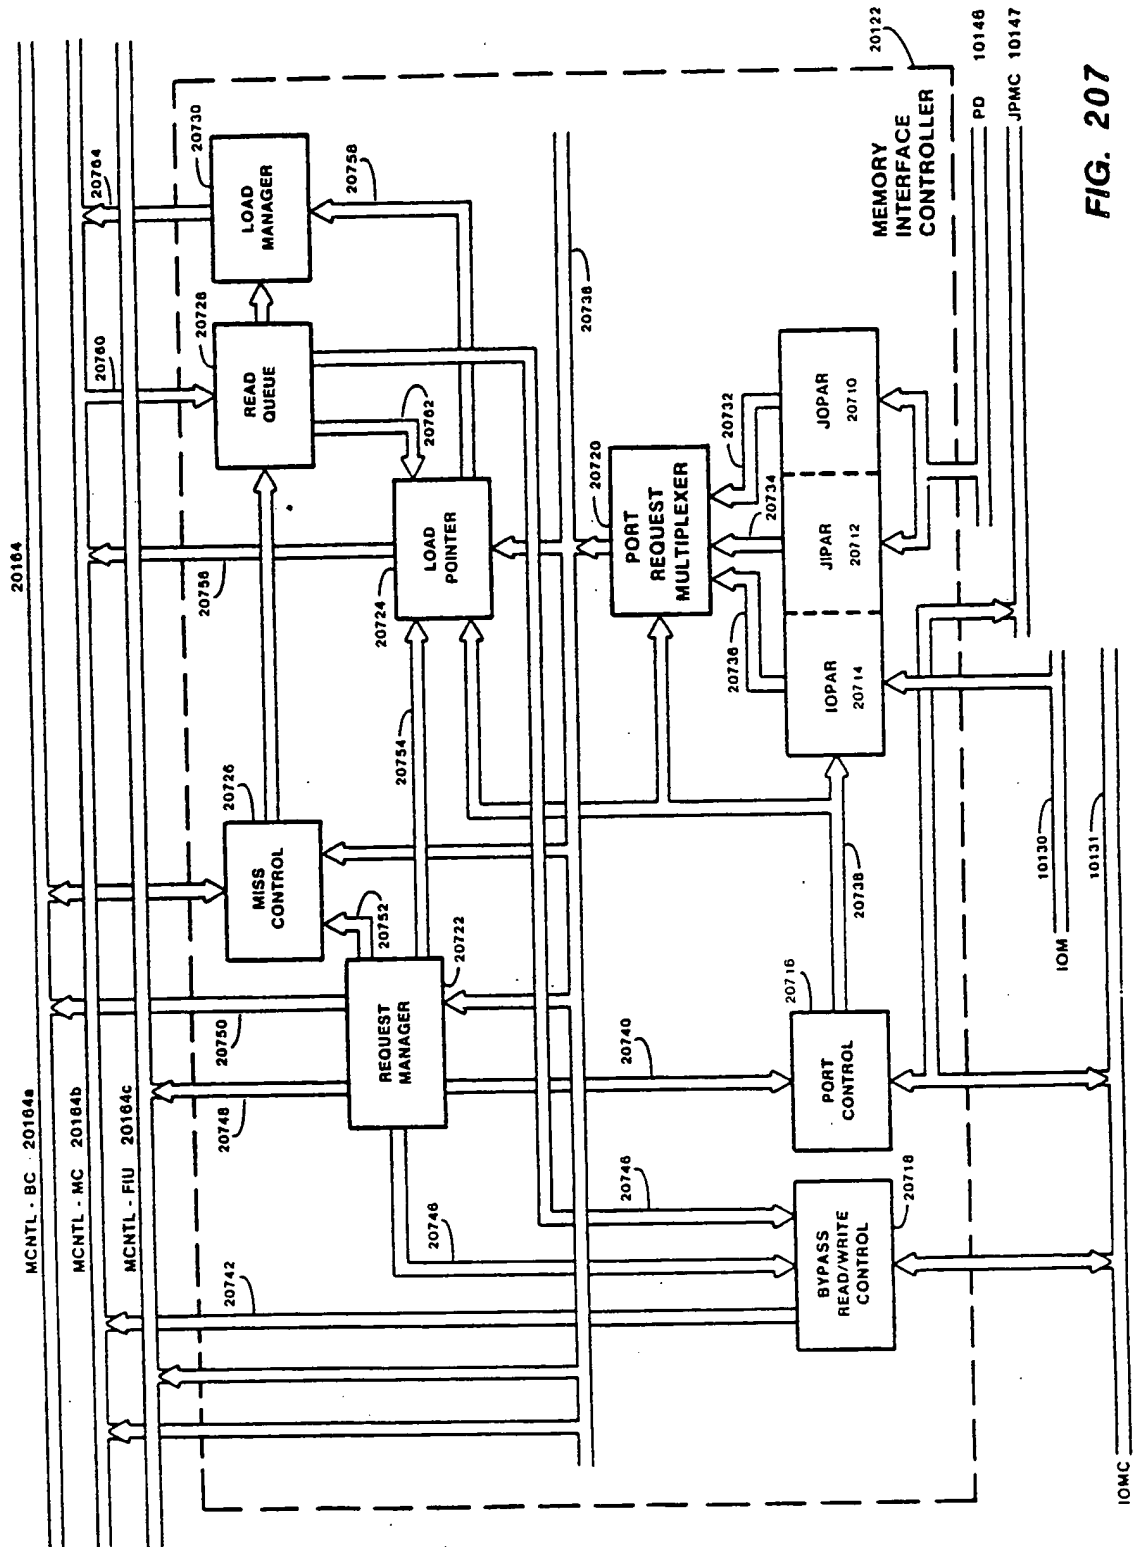 20164
MCNTL - BC 20164a
MCNTL - MC 20164b
MCNTL - FIU 20164c
20742
20748
20750
20756
20760
20764
MISS
CONTROL
20726
READ
QUEUE
20728
LOAD
MANAGER
20730
20746
REQUEST
MANAGER
20722
20752
20754
LOAD
POINTER
20724
20762
20758
20746
20740
20738
PORT
REQUEST
MULTIPLEXER
20720
20736
20734
20732
BYPASS
READ/WRITE
CONTROL
20718
PORT
CONTROL
20716
20738
IOPAR
20714
JIPAR
20712
JOPAR
20710
MEMORY
INTERFACE
CONTROLLER
20122
PD 10146
JPMC 10147
IOM
10130
IOMC
10131
FIG. 207